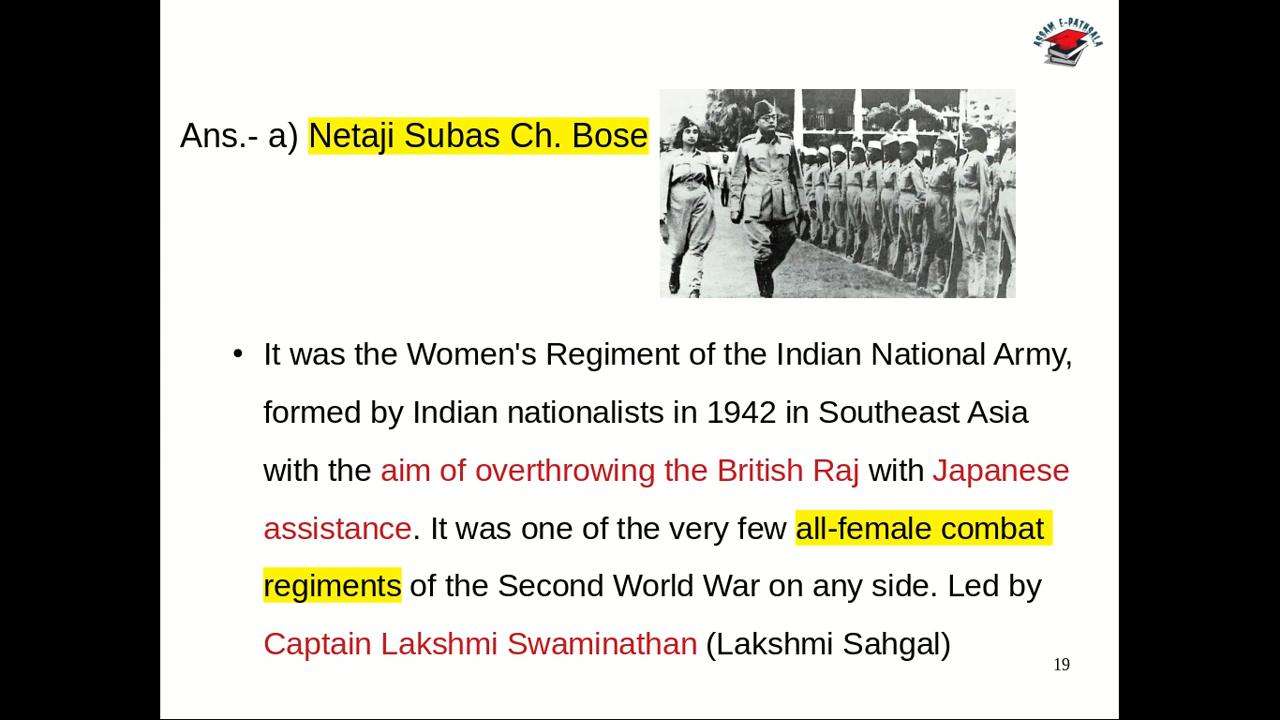 ASSAM E-PATHSALA
Ans.- a) Netaji Subas Ch. Bose
• It was the Women's Regiment of the Indian National Army,
formed by Indian nationalists in 1942 in Southeast Asia
with the aim of overthrowing the British Raj with Japanese
assistance. It was one of the very few all-female combat
regiments of the Second World War on any side. Led by
Captain Lakshmi Swaminathan (Lakshmi Sahgal)
19